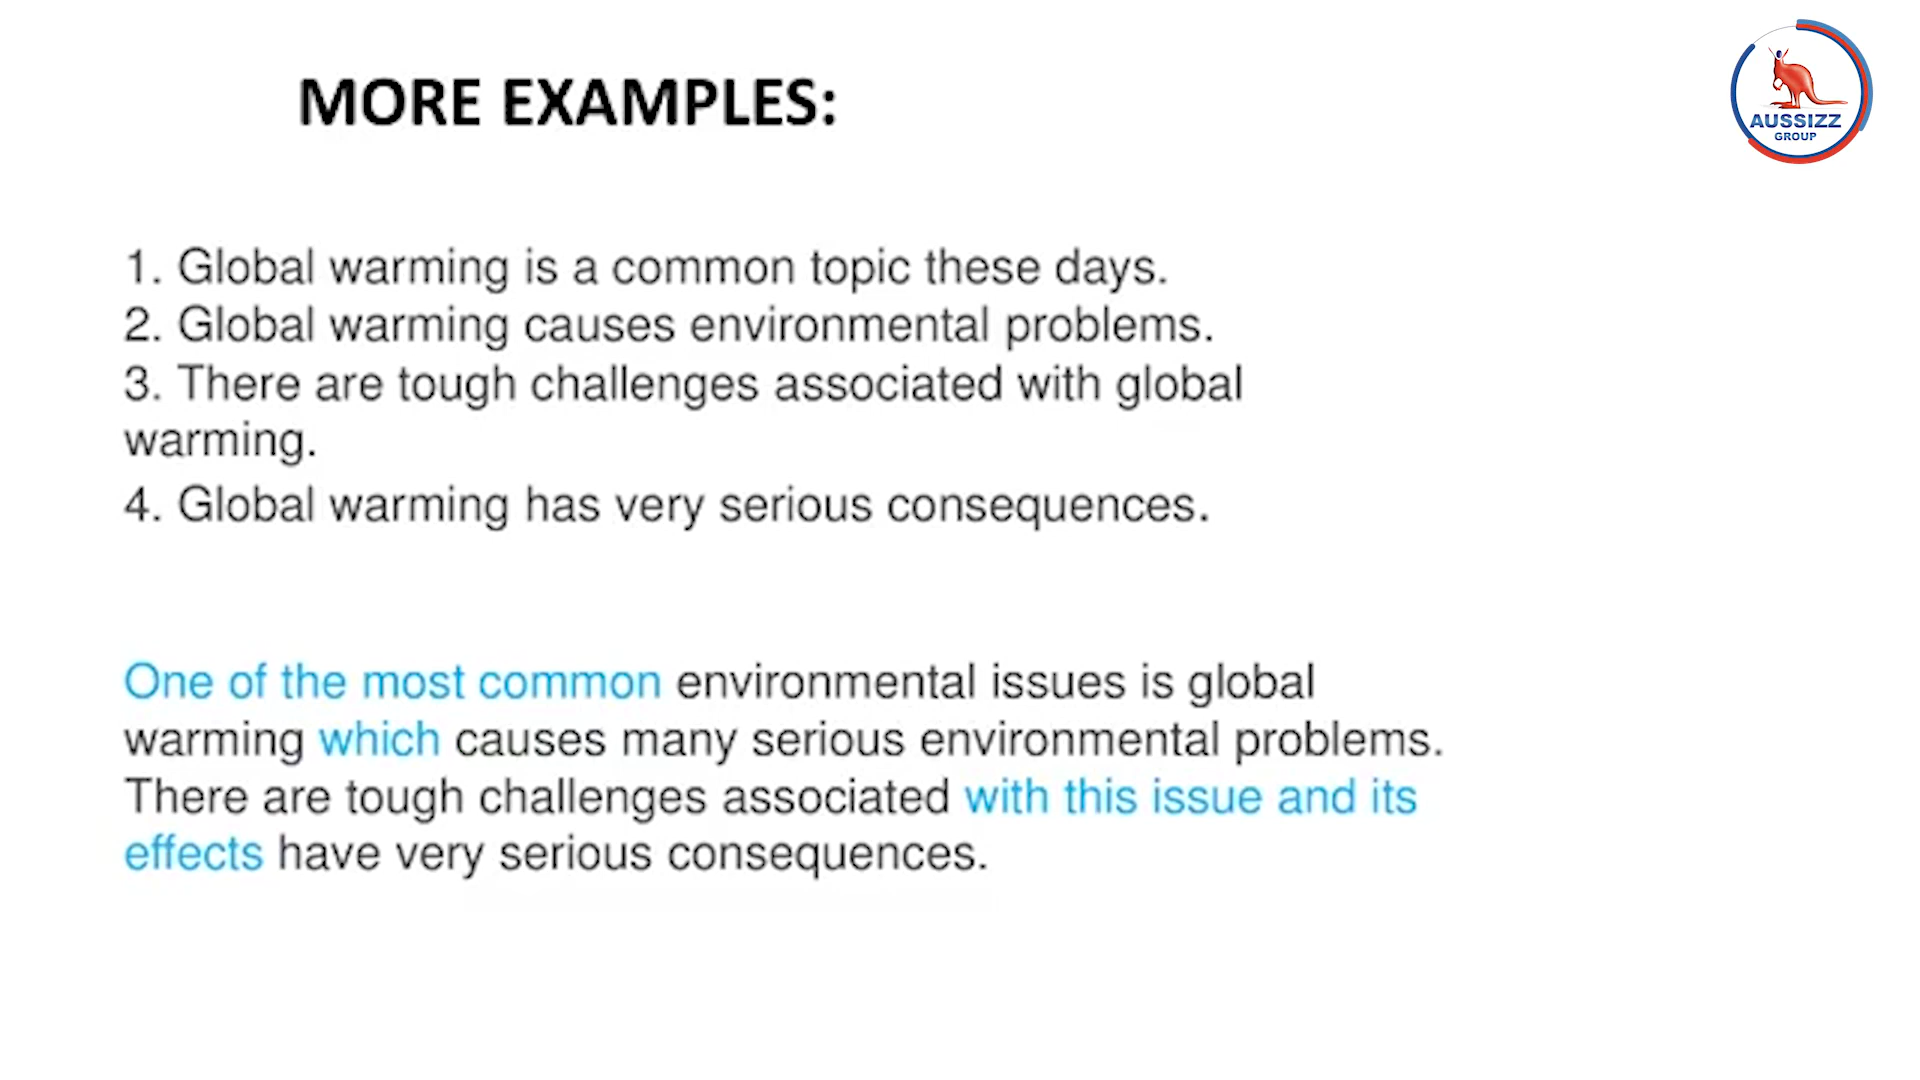 MORE EXAMPLES:
AUSSIZZ
GROUP
1. Global warming is a common topic these days.
2. Global warming causes environmental problems.
3. There are tough challenges associated with global
warming.
4. Global warming has very serious consequences.
One of the most common environmental issues is global
warming which causes many serious environmental problems.
There are tough challenges associated with this issue and its
effects have very serious consequences.